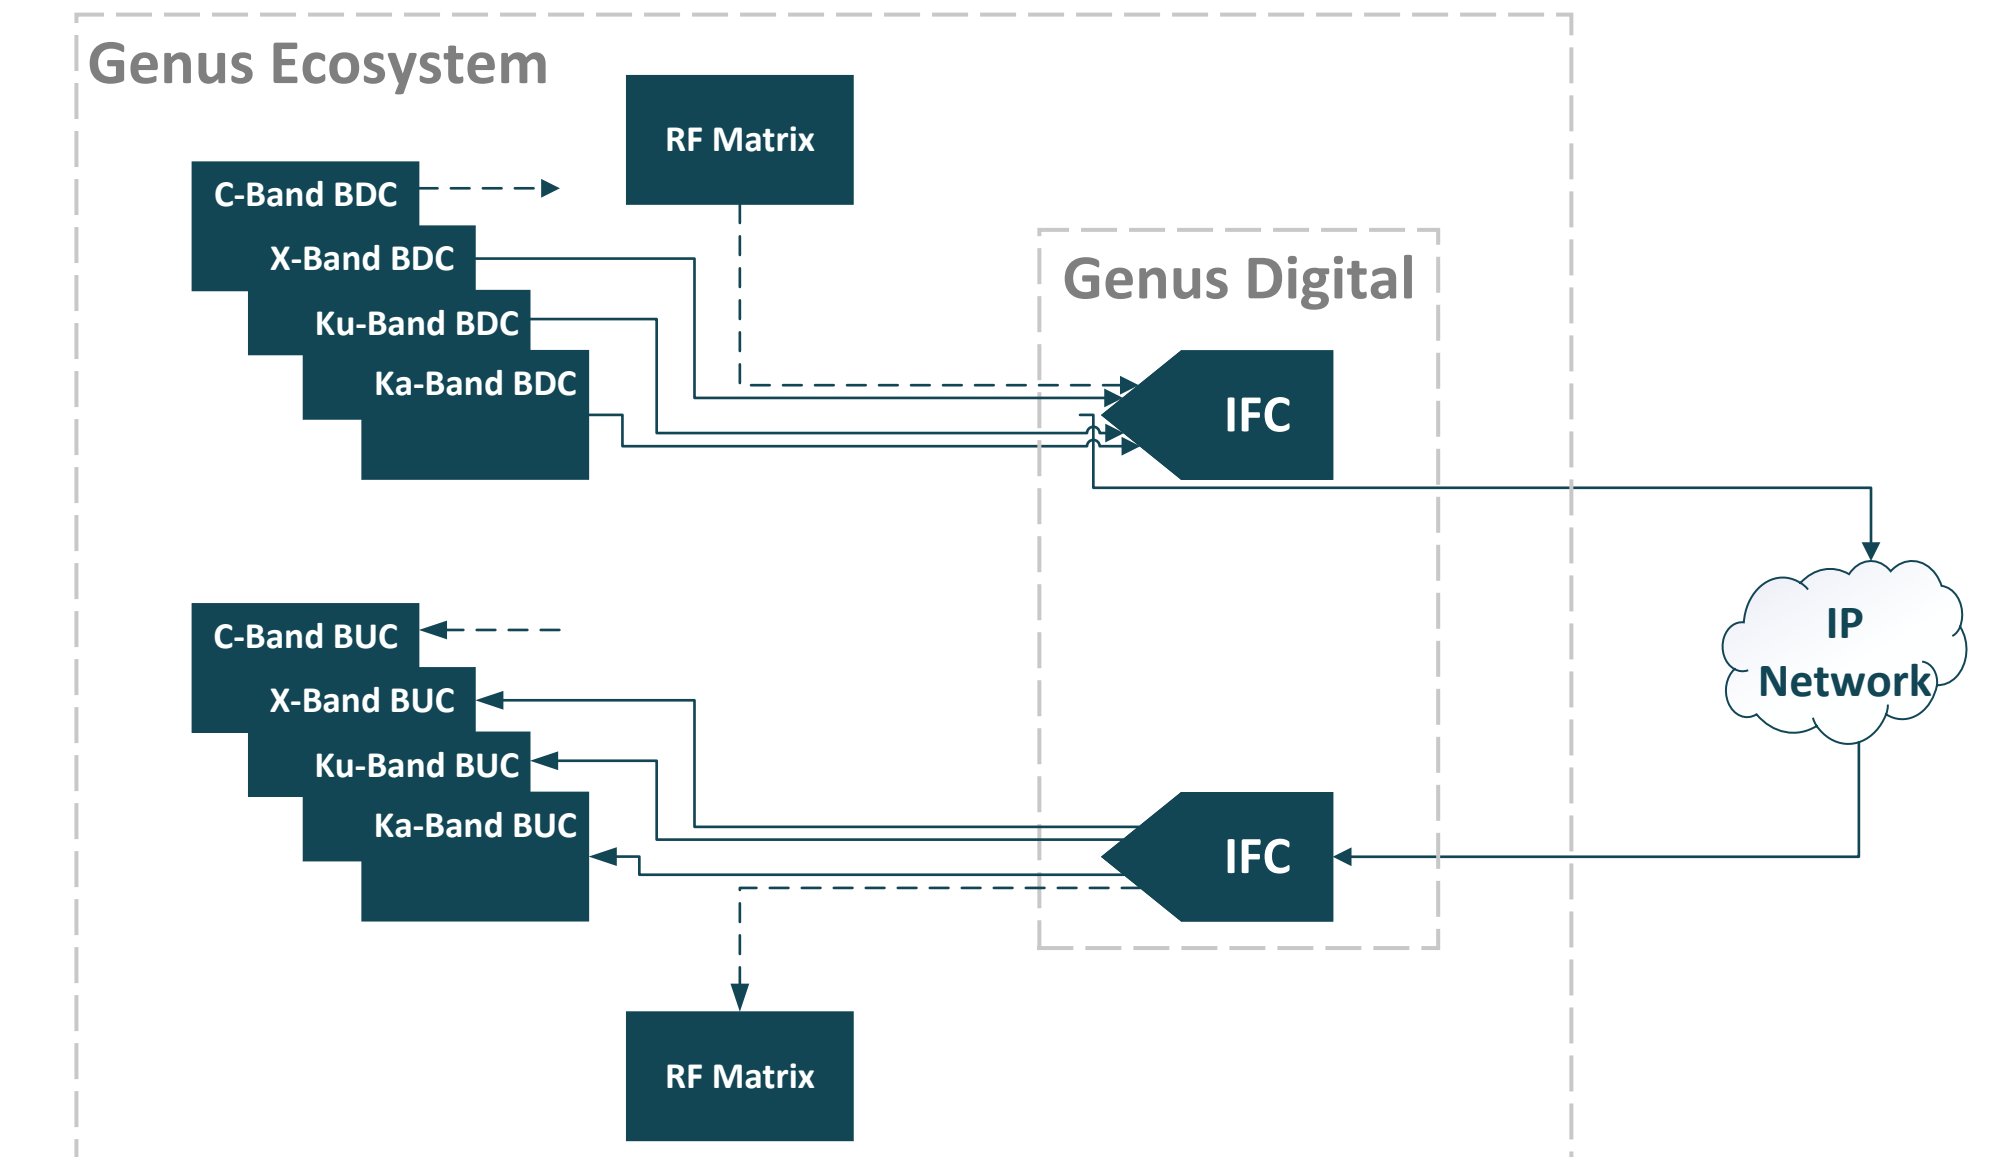 Genus Ecosystem
RF Matrix
C-Band BDC
X-Band BDC
Ku-Band BDC
Ka-Band BDC
Genus Digital
IFC
IP
Network
C-Band BUC
X-Band BUC
Ku-Band BUC
Ka-Band BUC
IFC
RF Matrix